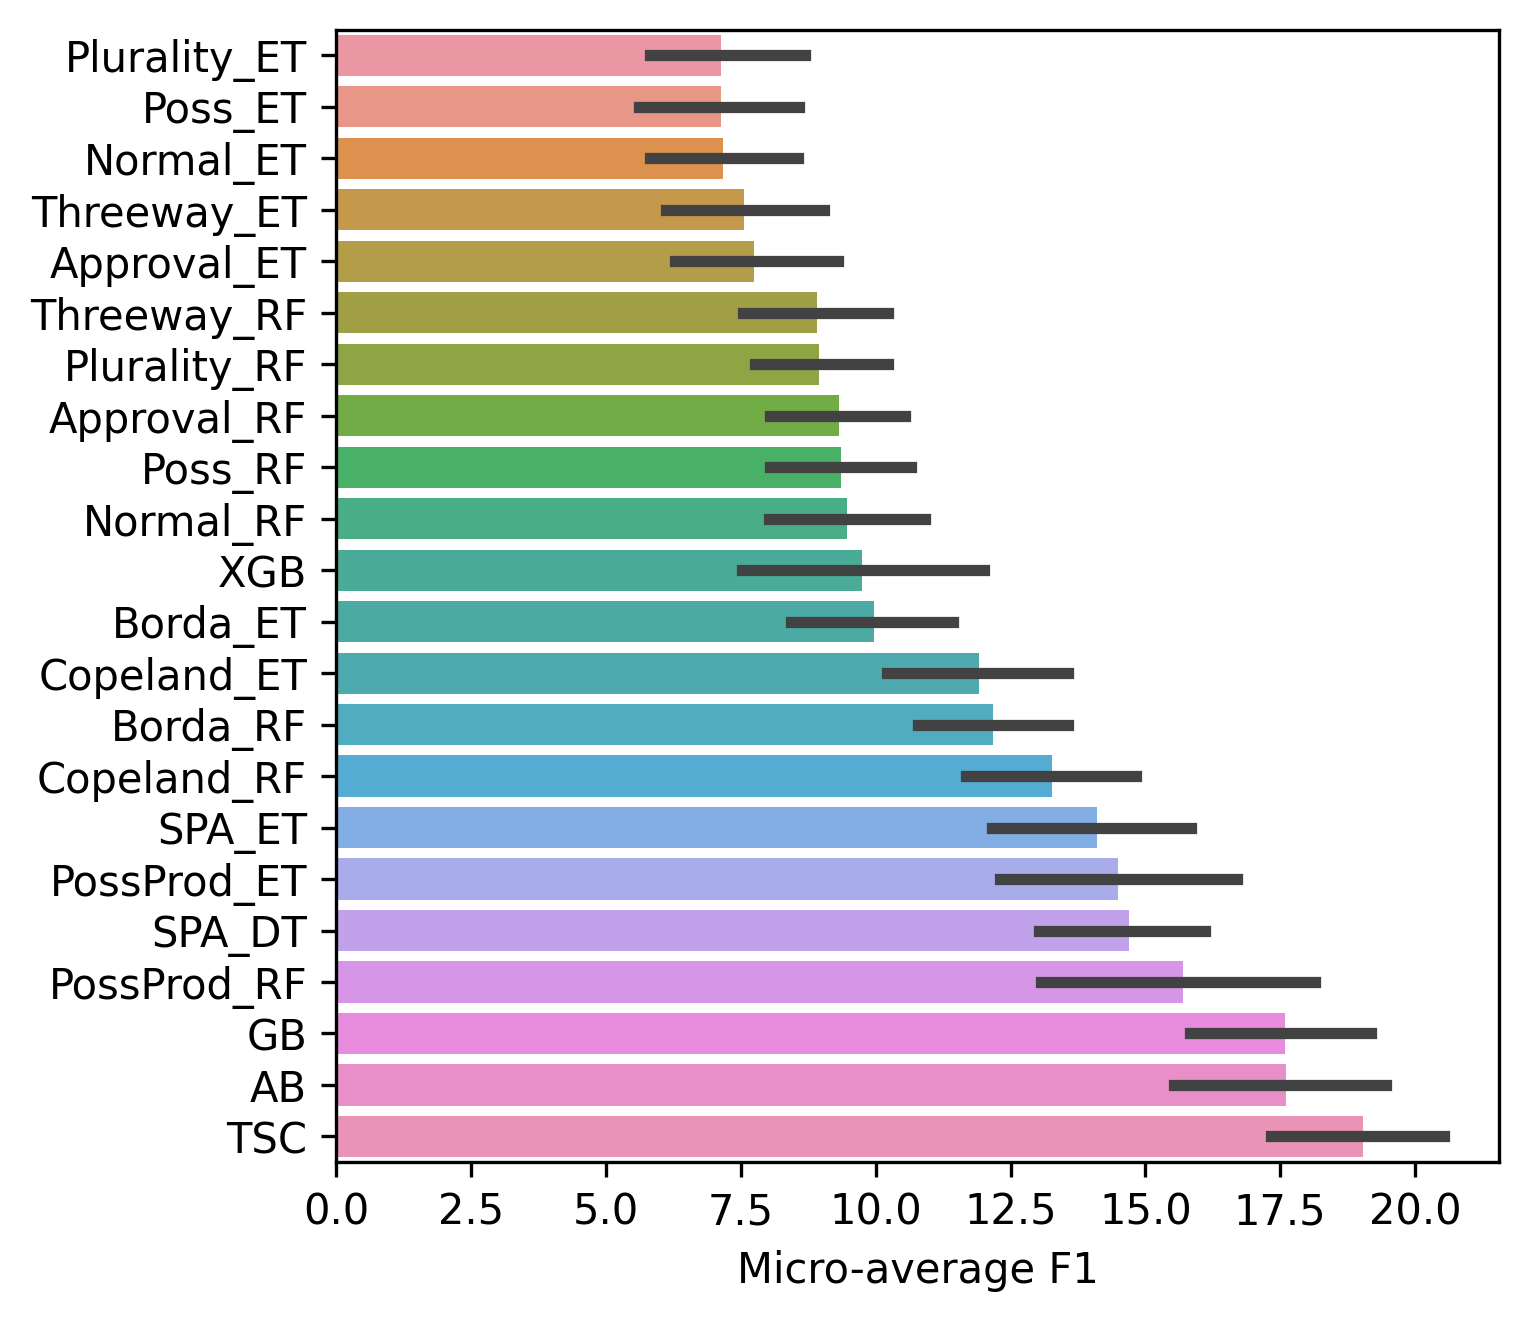 Plurality_ET
Poss_ET
Normal_ET
Threeway_ET
Approval_ET
Threeway_RF
Plurality_RF
Approval_RF
Poss_RF
Normal_RF
XGB
Borda_ET
Copeland_ET
Borda_RF
Copeland_RF
SPA_ET
PossProd_ET
SPA_DT
PossProd_RF
GB
AB
TSC
0.0 2.5 5.0 7.5 10.0 12.5 15.0 17.5 20.0
Micro-average F1